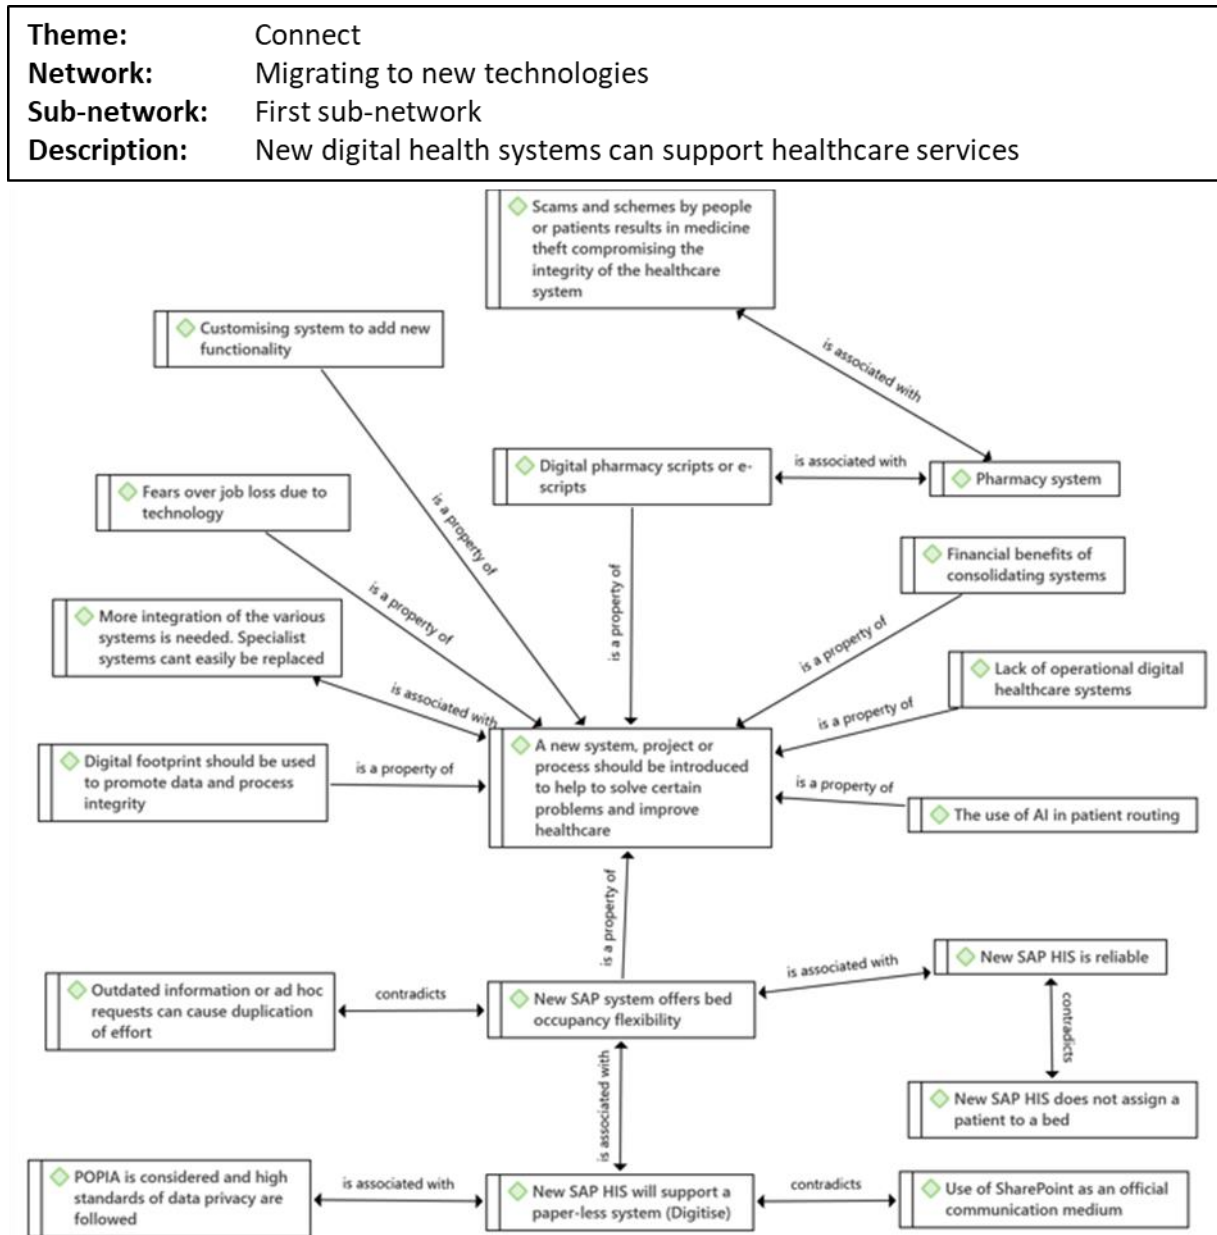 Theme: Connect
Network: Migrating to new technologies
Sub-network: First sub-network
Description: New digital health systems can support healthcare services
Scams and schemes by people
or patients results in medicine
theft compromising the
integrity of the healthcare
system
Customising system to add new
functionality
is associated with
Digital pharmacy scripts or e-
scripts
is associated with
Pharmacy system
Fears over job loss due to
technology
is a property of
is a property of
is a property of
Financial benefits of
consolidating systems
is a property of
More integration of the various
systems is needed. Specialist
systems cant easily be replaced
is associated with
Lack of operational digital
healthcare systems
is a property of
Digital footprint should be used
to promote data and process
integrity
is a property of
A new system, project or
process should be introduced
to help to solve certain
problems and improve
healthcare
is a property of
The use of AI in patient routing
is a property of
New SAP HIS is reliable
is associated with
Outdated information or ad hoc
requests can cause duplication
of effort
contradicts
New SAP system offers bed
occupancy flexibility
contradicts
New SAP HIS does not assign a
patient to a bed
is associated with
POPIA is considered and high
standards of data privacy are
followed
is associated with
New SAP HIS will support a
paper-less system (Digitise)
contradicts
Use of SharePoint as an official
communication medium